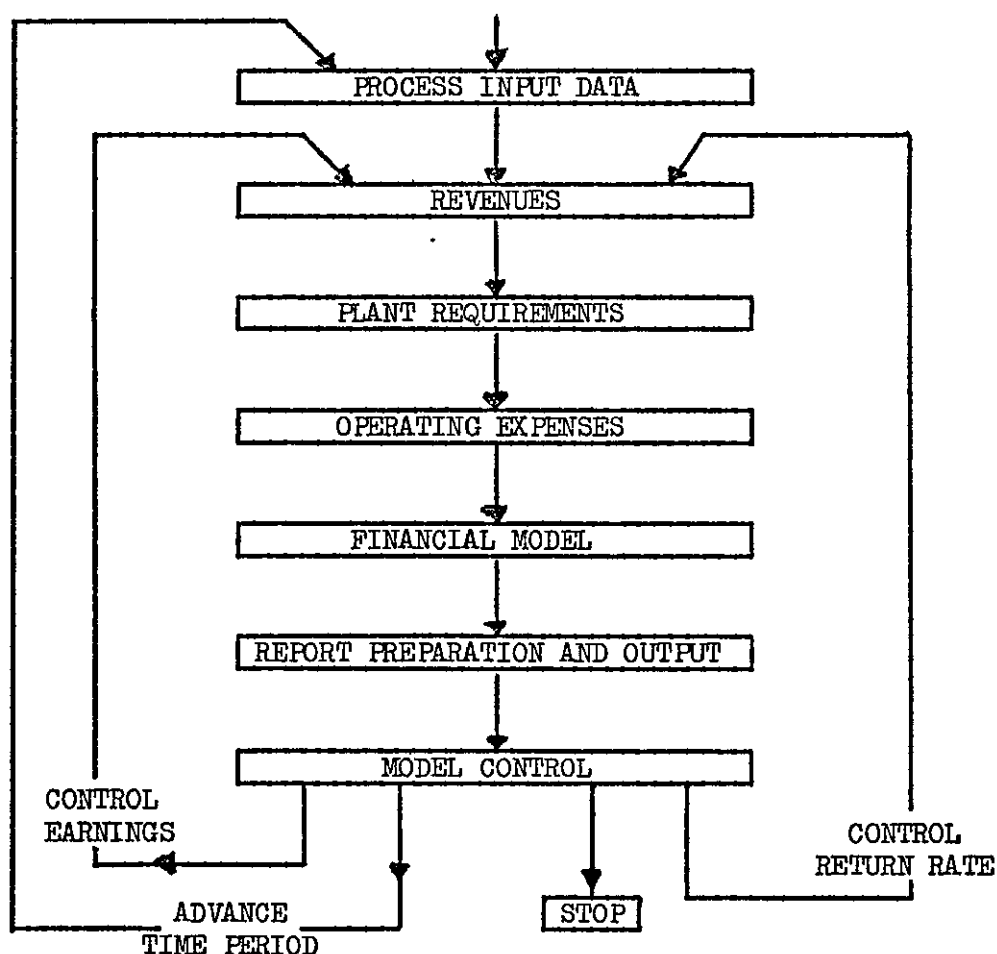 PROCESS INPUT DATA
REVENUES
PLANT REQUIREMENTS
OPERATING EXPENSES
FINANCIAL MODEL
REPORT PREPARATION AND OUTPUT
MODEL CONTROL
CONTROL
EARNINGS
CONTROL
RETURN RATE
STOP
ADVANCE
TIME PERIOD